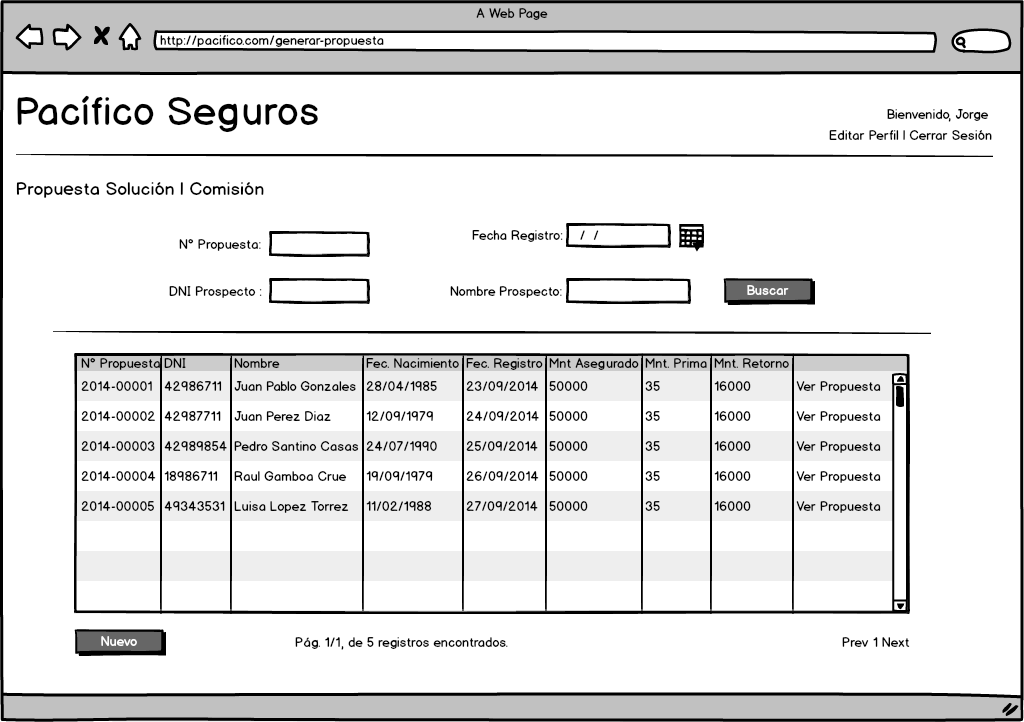 A Web Page
http://pacifico.com/generar-propuesta
Pacífico Seguros
Bienvenido, Jorge
Editar Perfil | Cerrar Sesión
Propuesta Solución | Comisión
N° Propuesta:
Fecha Registro: / /
DNI Prospecto :
Nombre Prospecto:
Buscar
N° Propuesta DNI Nombre Fec. Nacimiento Fec. Registro Mnt Asegurado Mnt. Prima Mnt. Retorno
2014-00001 42986711 Juan Pablo Gonzales 28/04/1985 23/09/2014 50000 35 16000 Ver Propuesta
2014-00002 42987711 Juan Perez Diaz 12/09/1979 24/09/2014 50000 35 16000 Ver Propuesta
2014-00003 42989854 Pedro Santino Casas 24/07/1990 25/09/2014 50000 35 16000 Ver Propuesta
2014-00004 18986711 Raul Gamboa Crue 19/09/1979 26/09/2014 50000 35 16000 Ver Propuesta
2014-00005 49343531 Luisa Lopez Torrez 11/02/1988 27/09/2014 50000 35 16000 Ver Propuesta
Nuevo
Pág. 1/1, de 5 registros encontrados.
Prev 1 Next